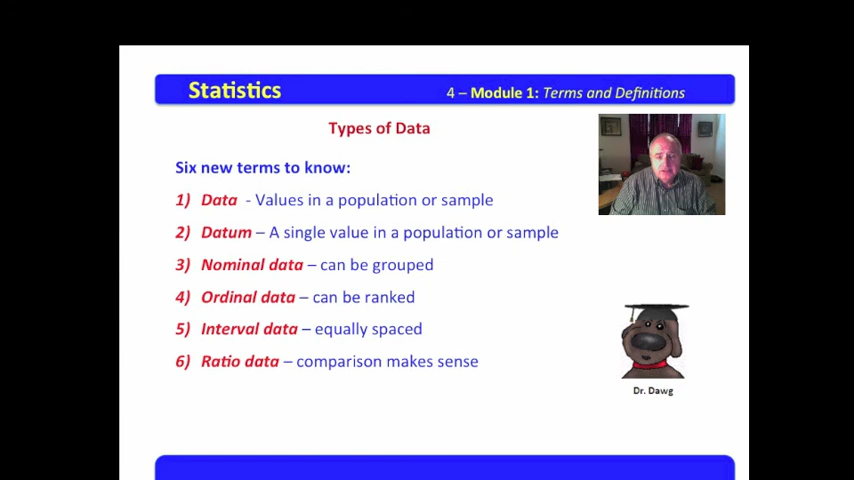 Statistics
4 – Module 1: Terms and Definitions
Types of Data
Six new terms to know:
1) Data - Values in a population or sample
2) Datum – A single value in a population or sample
3) Nominal data – can be grouped
4) Ordinal data – can be ranked
5) Interval data – equally spaced
6) Ratio data – comparison makes sense
Dr. Dawg